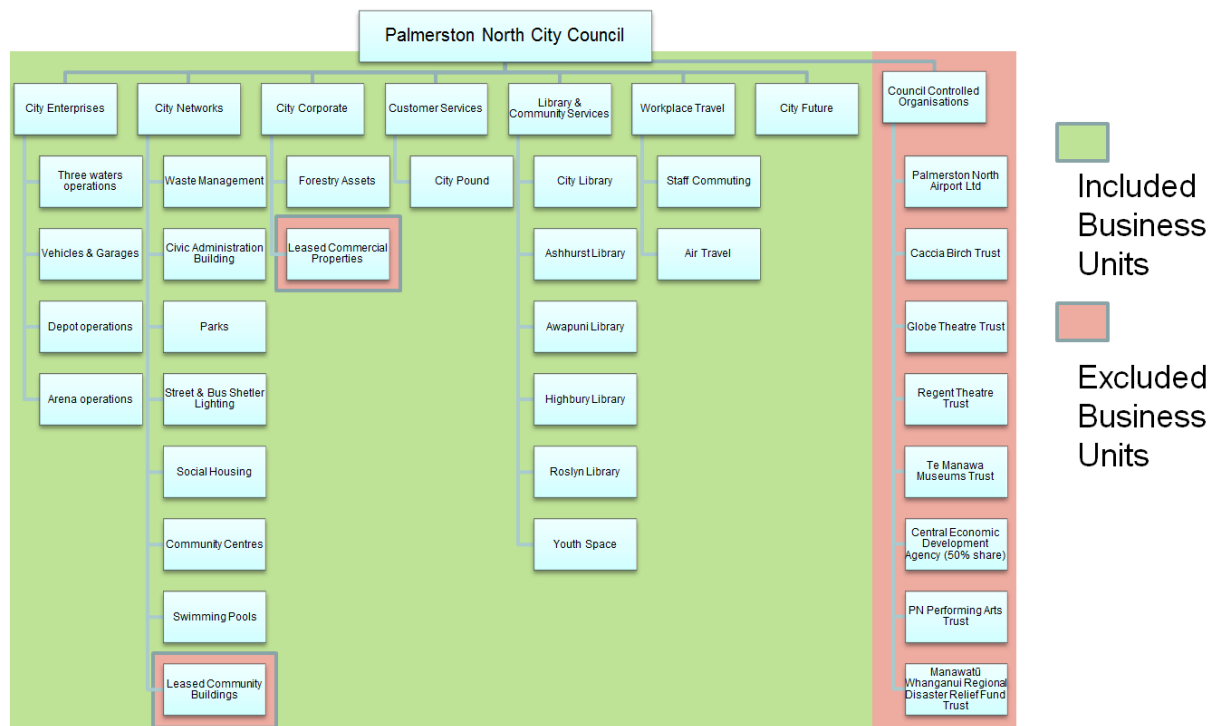 Palmerston North City Council
City Enterprises
City Networks
City Corporate
Customer Services
Library &
Community Services
Workplace Travel
City Future
Council Controlled
Organisations
Three waters
operations
Vehicles & Garages
Depot operations
Arena operations
Waste Management
Civic Administration
Building
Parks
Street & Bus Shetler
Lighting
Social Housing
Community Centres
Swimming Pools
Leased Community
Buildings
Forestry Assets
Leased Commercial
Properties
City Pound
City Library
Ashhurst Library
Awapuni Library
Highbury Library
Roslyn Library
Youth Space
Staff Commuting
Air Travel
Palmerston North
Airport Ltd
Caccia Birch Trust
Globe Theatre Trust
Regent Theatre
Trust
Te Manawa
Museums Trust
Central Economic
Development
Agency (50% share)
PN Performing Arts
Trust
Manawatū
Whanganui Regional
Disaster Relief Fund
Trust
Included
Business
Units
Excluded
Business
Units